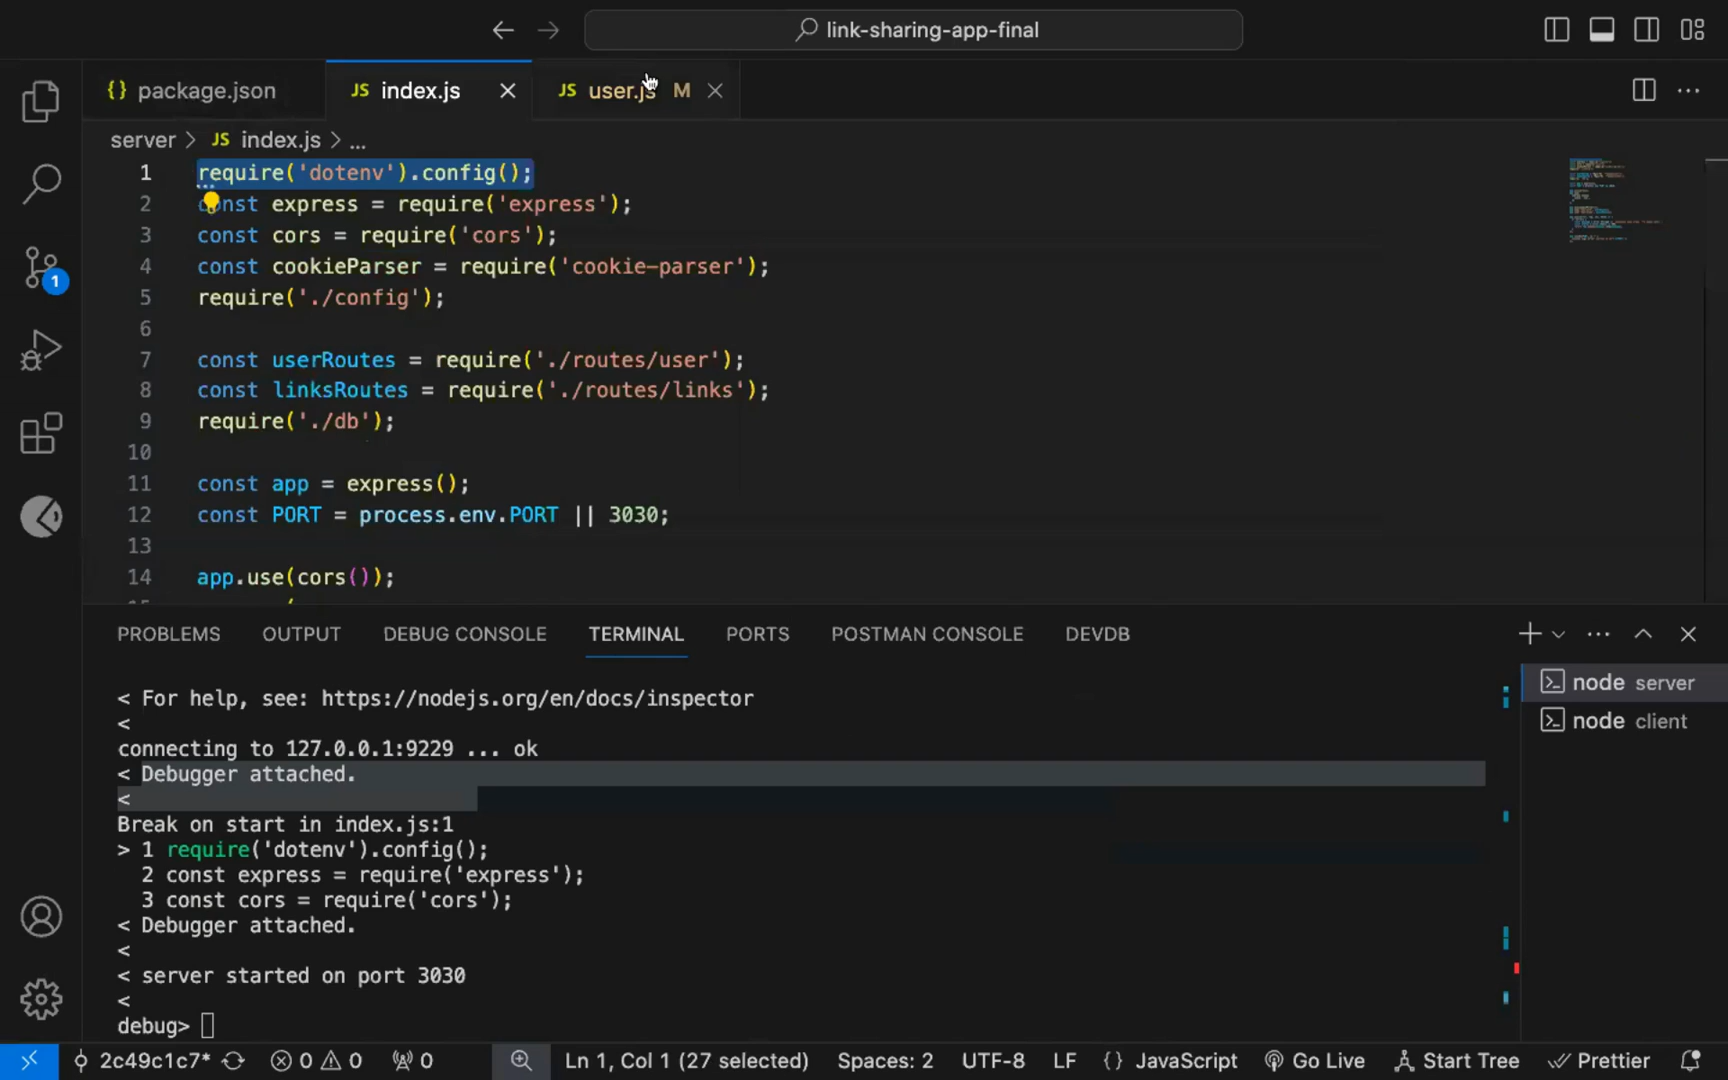 link-sharing-app-final
{} package.json JS index.js JS user.js M
server > JS index.js > ...
1 require('dotenv').config();
2 const express = require('express');
3 const cors = require('cors');
4 const cookieParser = require('cookie-parser');
5 require('./config');
6
7 const userRoutes = require('./routes/user');
8 const linksRoutes = require('./routes/links');
9 require('./db');
10
11 const app = express();
12 const PORT = process.env.PORT || 3030;
13
14 app.use(cors());
PROBLEMS OUTPUT DEBUG CONSOLE TERMINAL PORTS POSTMAN CONSOLE DEVDB
< For help, see: https://nodejs.org/en/docs/inspector
<
connecting to 127.0.0.1:9229 ... ok
< Debugger attached.
<
Break on start in index.js:1
> 1 require('dotenv').config();
2 const express = require('express');
3 const cors = require('cors');
< Debugger attached.
<
< server started on port 3030
<
debug>
node server
node client
1
2c49c1c7* 0 0 0 Ln 1, Col 1 (27 selected) Spaces: 2 UTF-8 LF {} JavaScript Go Live Start Tree Prettier